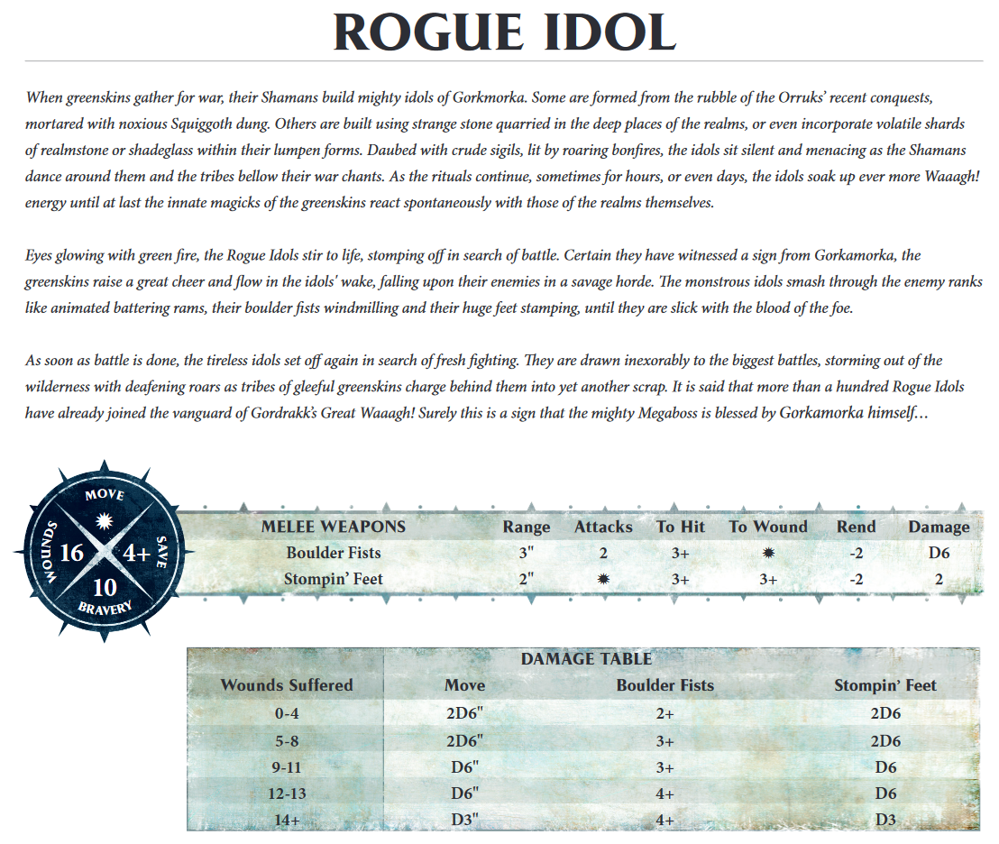 ROGUE IDOL
When greenskins gather for war, their Shamans build mighty idols of Gorkmorka. Some are formed from the rubble of the Orruks' recent conquests,
mortared with noxious Squiggoth dung. Others are built using strange stone quarried in the deep places of the realms, or even incorporate volatile shards
of realmstone or shadeglass within their lumpen forms. Daubed with crude sigils, lit by roaring bonfires, the idols sit silent and menacing as the Shamans
dance around them and the tribes bellow their war chants. As the rituals continue, sometimes for hours, or even days, the idols soak up ever more Waaagh!
energy until at last the innate magicks of the greenskins react spontaneously with those of the realms themselves.
Eyes glowing with green fire, the Rogue Idols stir to life, stomping off in search of battle. Certain they have witnessed a sign from Gorkamorka, the
greenskins raise a great cheer and flow in the idols' wake, falling upon their enemies in a savage horde. The monstrous idols smash through the enemy ranks
like animated battering rams, their boulder fists windmilling and their huge feet stamping, until they are slick with the blood of the foe.
As soon as battle is done, the tireless idols set off again in search of fresh fighting. They are drawn inexorably to the biggest battles, storming out of the
wilderness with deafening roars as tribes of gleeful greenskins charge behind them into yet another scrap. It is said that more than a hundred Rogue Idols
have already joined the vanguard of Gordrakk's Great Waaagh! Surely this is a sign that the mighty Megaboss is blessed by Gorkamorka himself…
MOVE
✹
WOUNDS 16 4+ SAVE
10
BRAVERY
MELEE WEAPONS Range Attacks To Hit To Wound Rend Damage
Boulder Fists 3" 2 3+ ✹ -2 D6
Stompin' Feet 2" ✹ 3+ 3+ -2 2
DAMAGE TABLE
Wounds Suffered Move Boulder Fists Stompin' Feet
0-4 2D6" 2+ 2D6
5-8 2D6" 3+ 2D6
9-11 D6" 3+ D6
12-13 D6" 4+ D6
14+ D3" 4+ D3